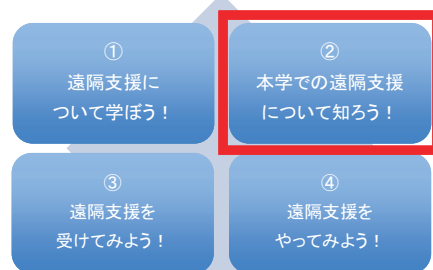 ①
遠隔支援に
ついて学ぼう！
②
本学での遠隔支援
について知ろう！
③
遠隔支援を
受けてみよう！
④
遠隔支援を
やってみよう！